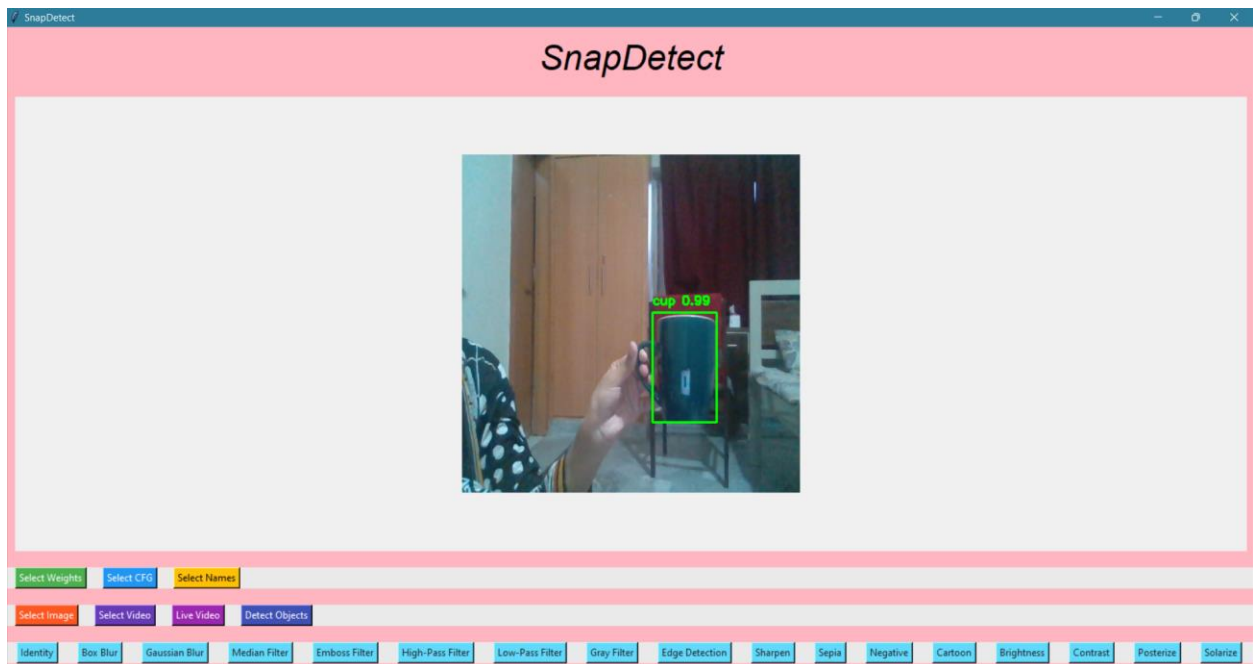 SnapDetect
SnapDetect
cup 0.99
Select Weights Select CFG Select Names
Select Image Select Video Live Video Detect Objects
Identity Box Blur Gaussian Blur Median Filter Emboss Filter High-Pass Filter Low-Pass Filter Gray Filter Edge Detection Sharpen Sepia Negative Cartoon Brightness Contrast Posterize Solarize